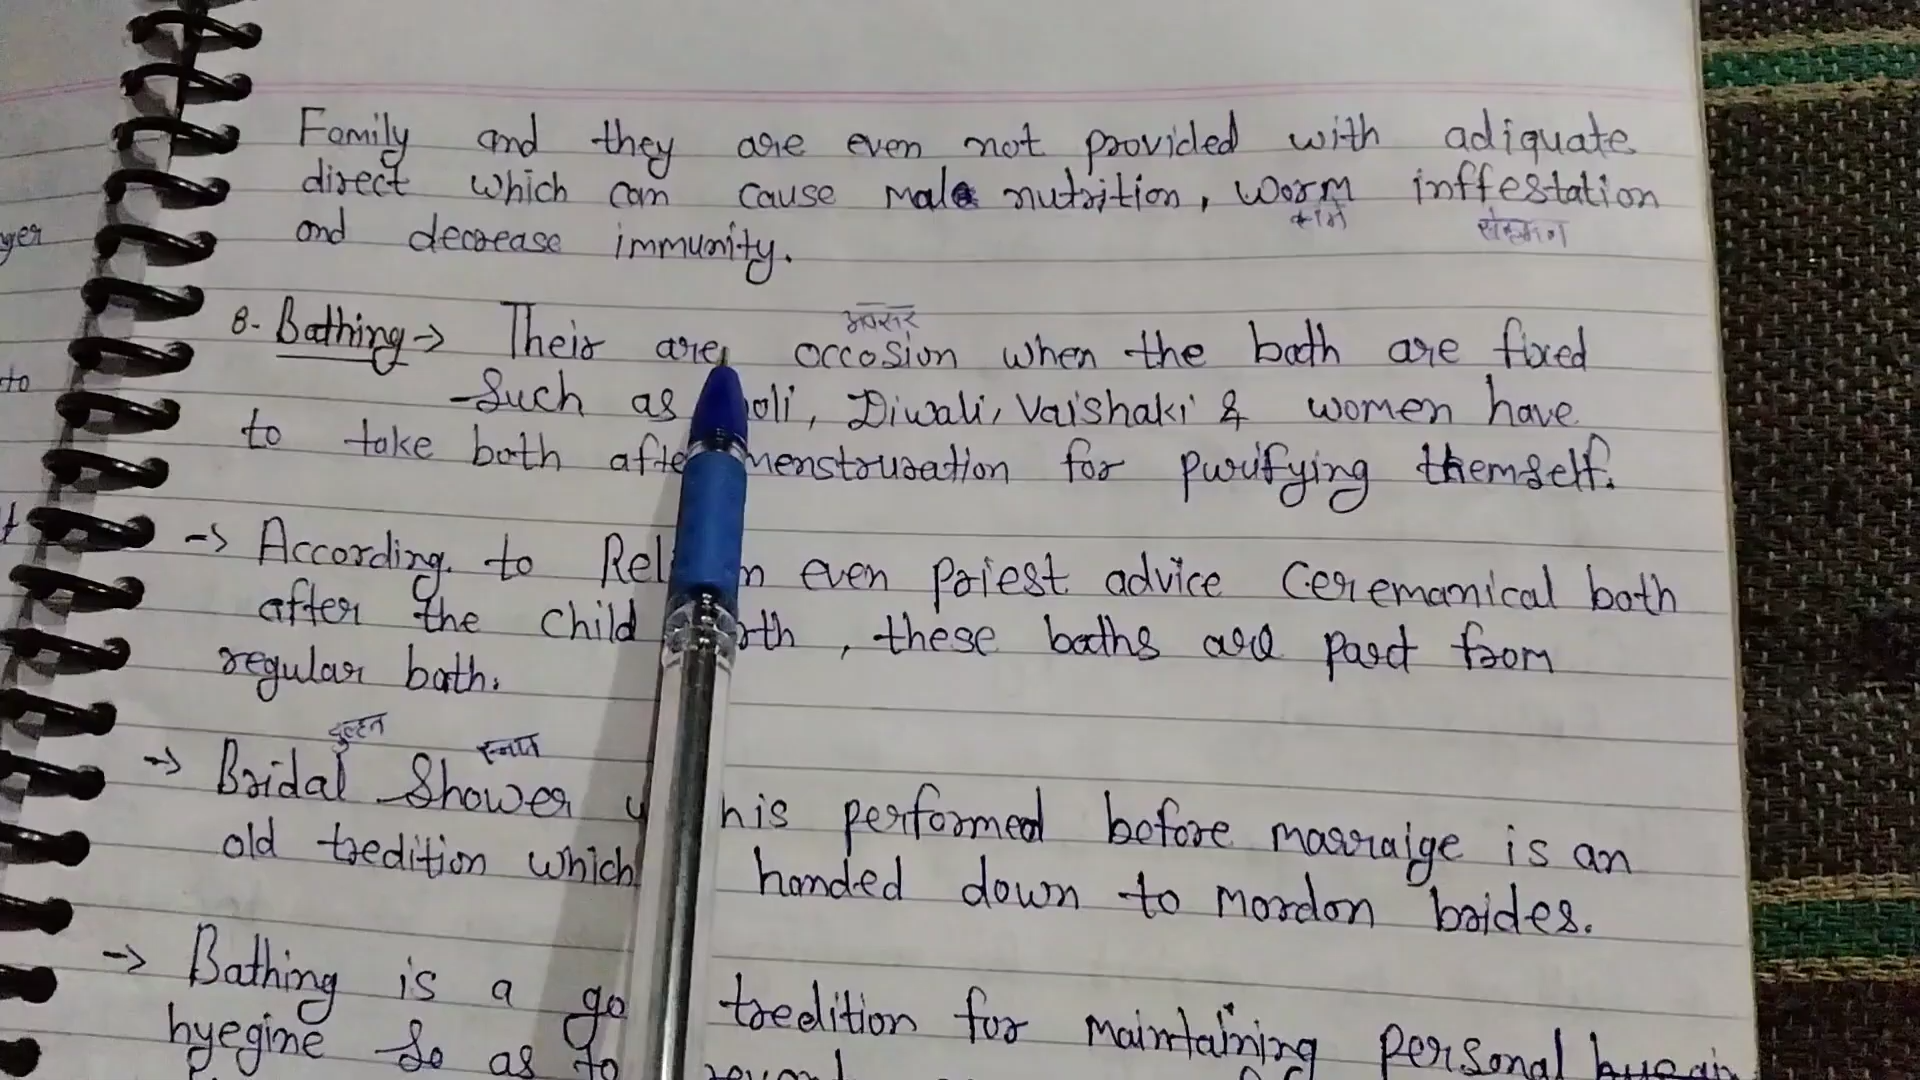 Family and they are even not provided with adiquate
direct which can cause male nutrition, worm inffestation
and decrease immunity.
8- Bathing -> Their are occosion when the bath are fixed
अवसर
Such as oli, Diwali, Vaishaki & women have
to take bath afte menstruration for purifying themself.
-> According. to Rel n even priest advice Ceremanical bath
after the child rth, these baths are part from
regular bath.
दुल्हन स्नान
-> Bridal Shower his performed before marraige is an
old tredition which handed down to mordon brides.
-> Bathing is a go tredition for maintaining personal
hyegine So as to